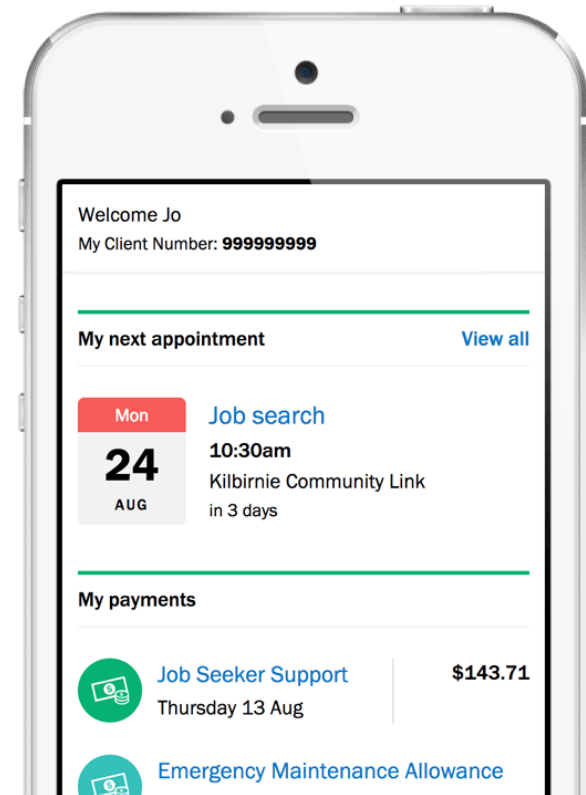 Welcome Jo
My Client Number: 999999999
My next appointment View all
Mon
24
AUG
Job search
10:30am
Kilbirnie Community Link
in 3 days
My payments
Job Seeker Support $143.71
Thursday 13 Aug
Emergency Maintenance Allowance